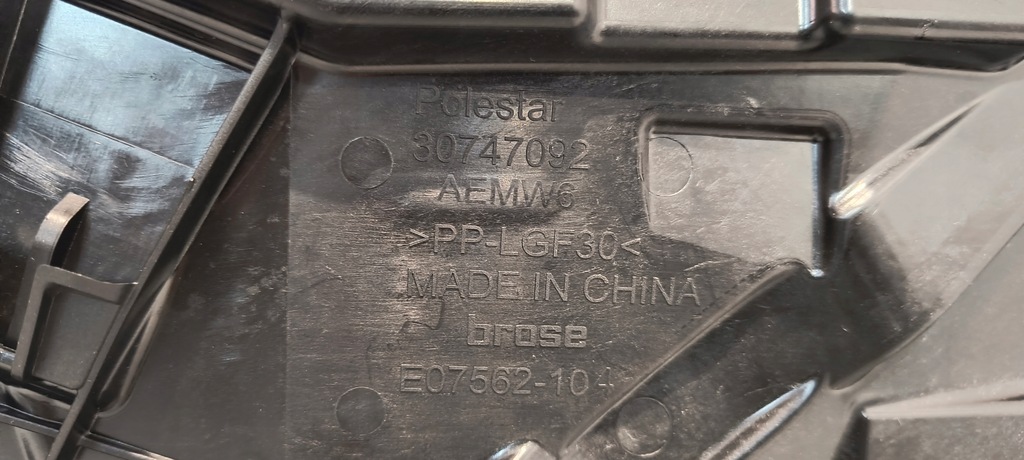 Polestar
30747092
AEMW6
>PP-LGF30<
MADE IN CHINA
brose
E07562-104